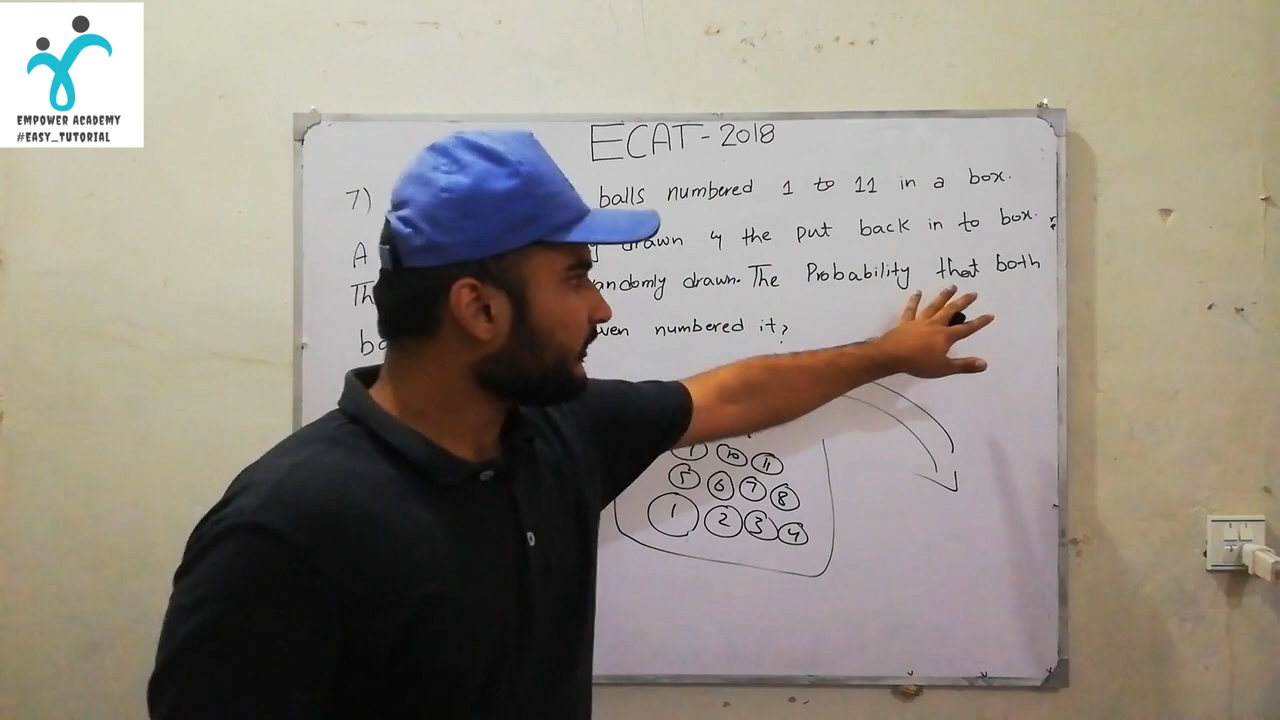 EMPOWER ACADEMY
#EASY_TUTORIAL
ECAT-2018
7) balls numbered 1 to 11 in a box.
A drawn & the put back in to box.
Th andomly drawn. The Probability that both
ba ven numbered it?
10 11
5 6 7 8
1 2 3 4